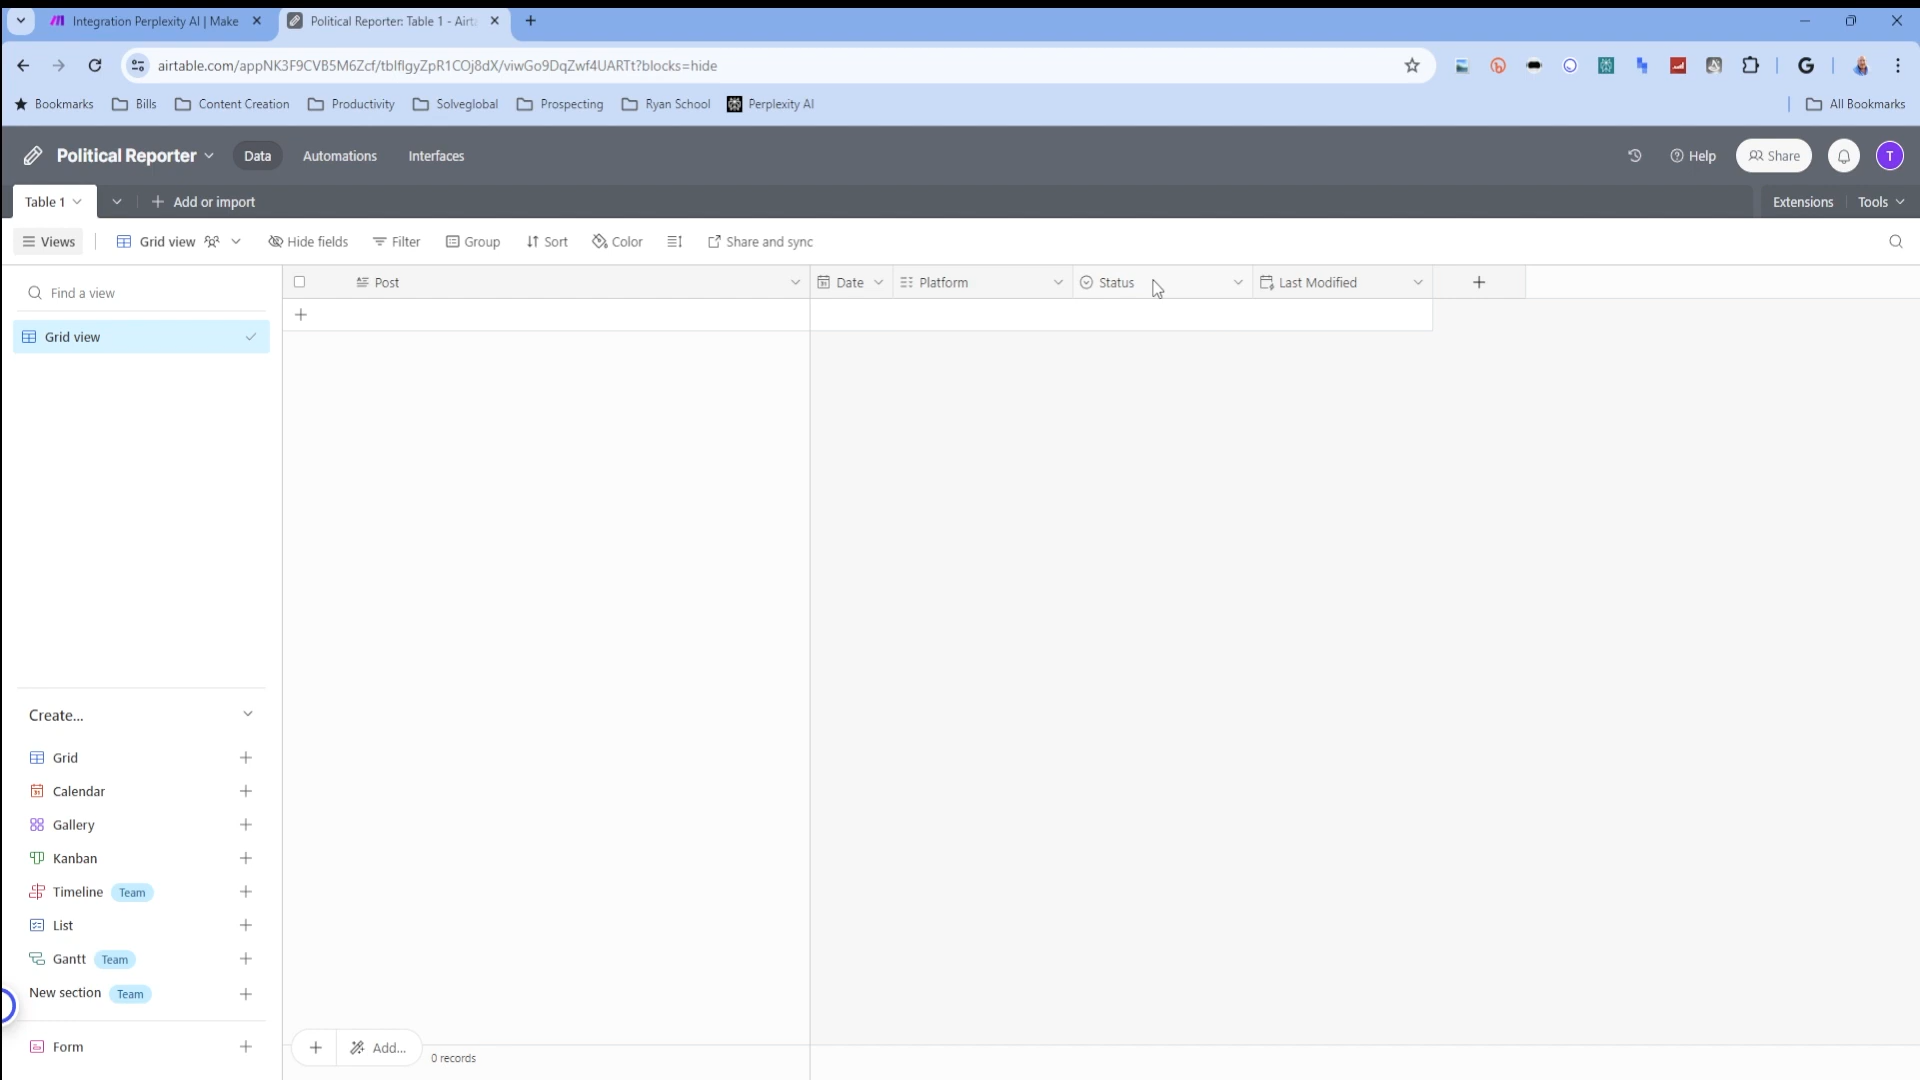 Integration Perplexity AI | Make
Political Reporter: Table 1 - Airt
airtable.com/appNK3F9CVB5M6Zcf/tblflgyZpR1COj8dX/viwGo9DqZwf4UARTt?blocks=hide
Bookmarks
Bills
Content Creation
Productivity
Solveglobal
Prospecting
Ryan School
Perplexity AI
All Bookmarks
Political Reporter
Data
Automations
Interfaces
Help
Share
T
Table 1
Add or import
Extensions
Tools
Views
Grid view
Hide fields
Filter
Group
Sort
Color
Share and sync
Find a view
Post
Date
Platform
Status
Last Modified
Grid view
Create...
Grid
Calendar
Gallery
Kanban
Timeline Team
List
Gantt Team
New section Team
Form
Add...
0 records